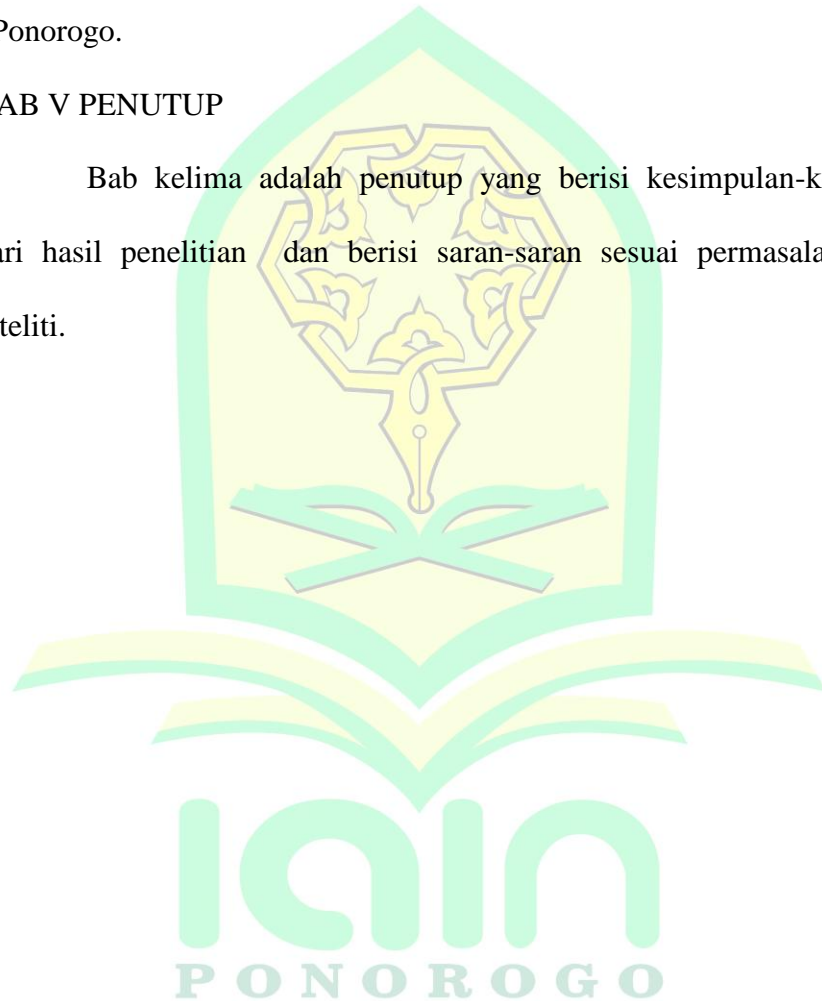 Ponorogo.
AB V PENUTUP
Bab kelima adalah penutup yang berisi kesimpulan-k
ari hasil penelitian dan berisi saran-saran sesuai permasala
teliti.
iain
PONOROGO